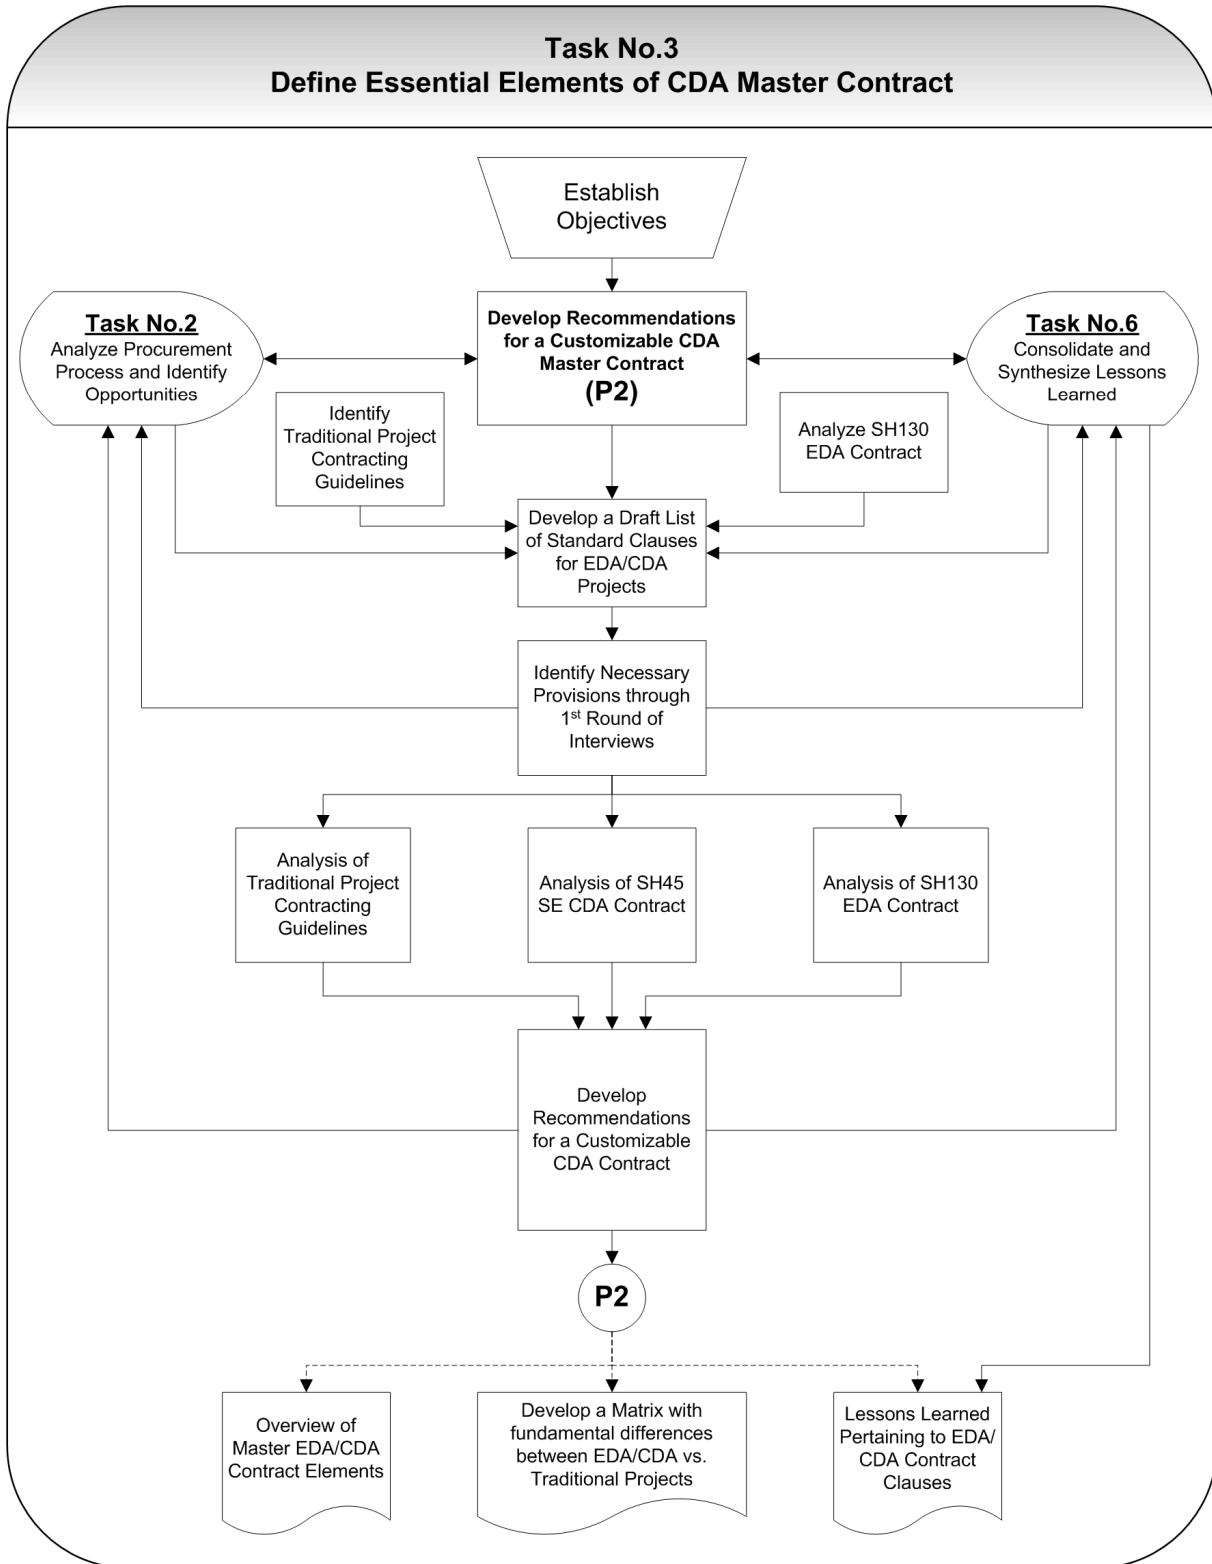 Task No.3
Define Essential Elements of CDA Master Contract
Establish
Objectives
Task No.2
Analyze Procurement
Process and Identify
Opportunities
Develop Recommendations
for a Customizable CDA
Master Contract
(P2)
Task No.6
Consolidate and
Synthesize Lessons
Learned
Identify
Traditional Project
Contracting
Guidelines
Analyze SH130
EDA Contract
Develop a Draft List
of Standard Clauses
for EDA/CDA
Projects
Identify Necessary
Provisions through
1st Round of
Interviews
Analysis of
Traditional Project
Contracting
Guidelines
Analysis of SH45
SE CDA Contract
Analysis of SH130
EDA Contract
Develop
Recommendations
for a Customizable
CDA Contract
P2
Overview of
Master EDA/CDA
Contract Elements
Develop a Matrix with
fundamental differences
between EDA/CDA vs.
Traditional Projects
Lessons Learned
Pertaining to EDA/
CDA Contract
Clauses